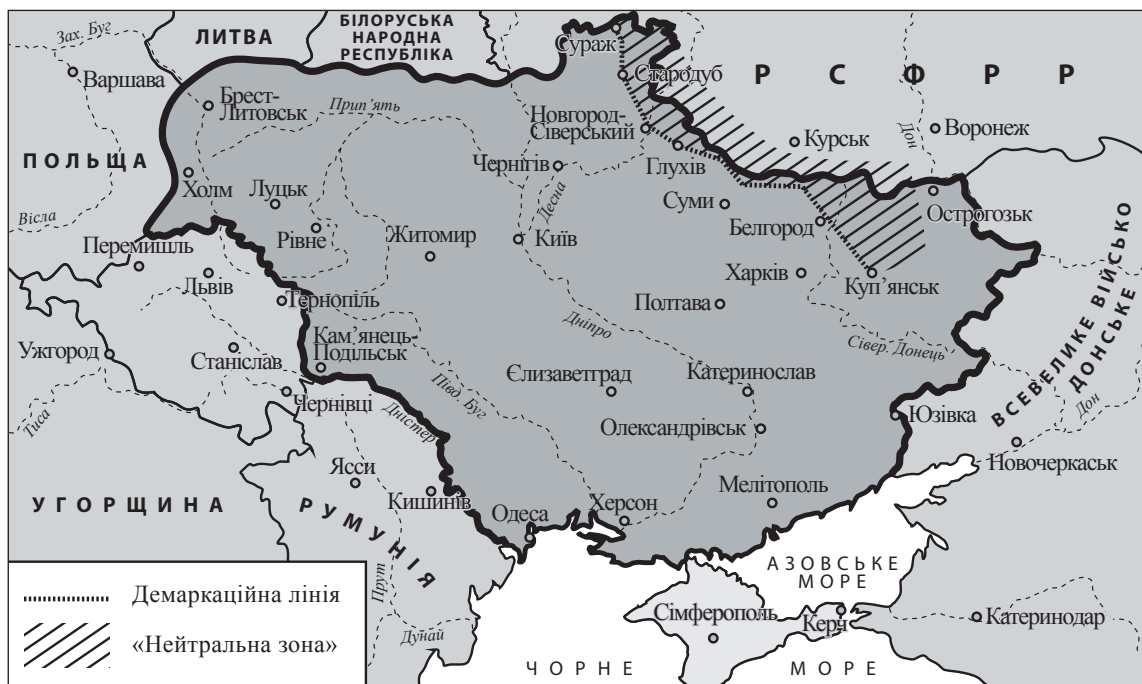 Зах. Буг
ЛИТВА
БІЛОРУСЬКА
НАРОДНА
РЕСПУБЛІКА
Сураж
Варшава
Стародуб
РСФРР
Брест-
Литовськ
Прип'ять
Новгород-
Сіверський
Дон
Воронеж
Курськ
ПОЛЬЩА
Чернігів
Глухів
Холм
Луцьк
Десна
Суми
Острогозьк
Вісла
Рівне
Житомир
Київ
Белгород
Перемишль
Львів
Харків
Куп'янськ
Тернопіль
Полтава
ВСЕВЕЛИКЕ ВІЙСЬКО
ДОНСЬКЕ
Дніпро
Кам'янець-
Подільськ
Сівер. Донець
Ужгород
Станіслав
Єлизаветград
Катеринослав
Півд. Буг
Дон
Тиса
Чернівці
Дністер
Юзівка
Олександрівськ
Новочеркаськ
Ясси
Кишинів
Мелітополь
УГОРЩИНА
РУМУНІЯ
Одеса
Херсон
АЗОВСЬКЕ
МОРЕ
Прут
Демаркаційна лінія
Сімферополь
Керч
Катеринодар
Дунай
«Нейтральна зона»
ЧОРНЕ МОРЕ